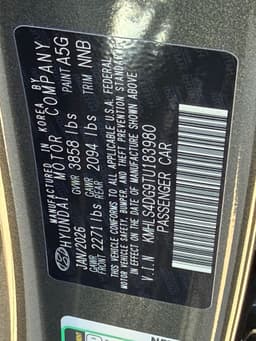 MANUFACTURED IN KOREA BY
HYUNDAI MOTOR COMPANY
JAN/2026 GVWR 3858 lbs PAINT A5G
GAWR FRONT 2271 lbs GAWR REAR 2094 lbs TRIM NNB
THIS VEHICLE CONFORMS TO ALL APPLICABLE U.S.A. FEDERAL
MOTOR VEHICLE SAFETY, BUMPER, AND THEFT PREVENTION STANDARDS
IN EFFECT ON THE DATE OF MANUFACTURE SHOWN ABOVE.
V.I.N KMHLS4DG9TU183980
PASSENGER CAR